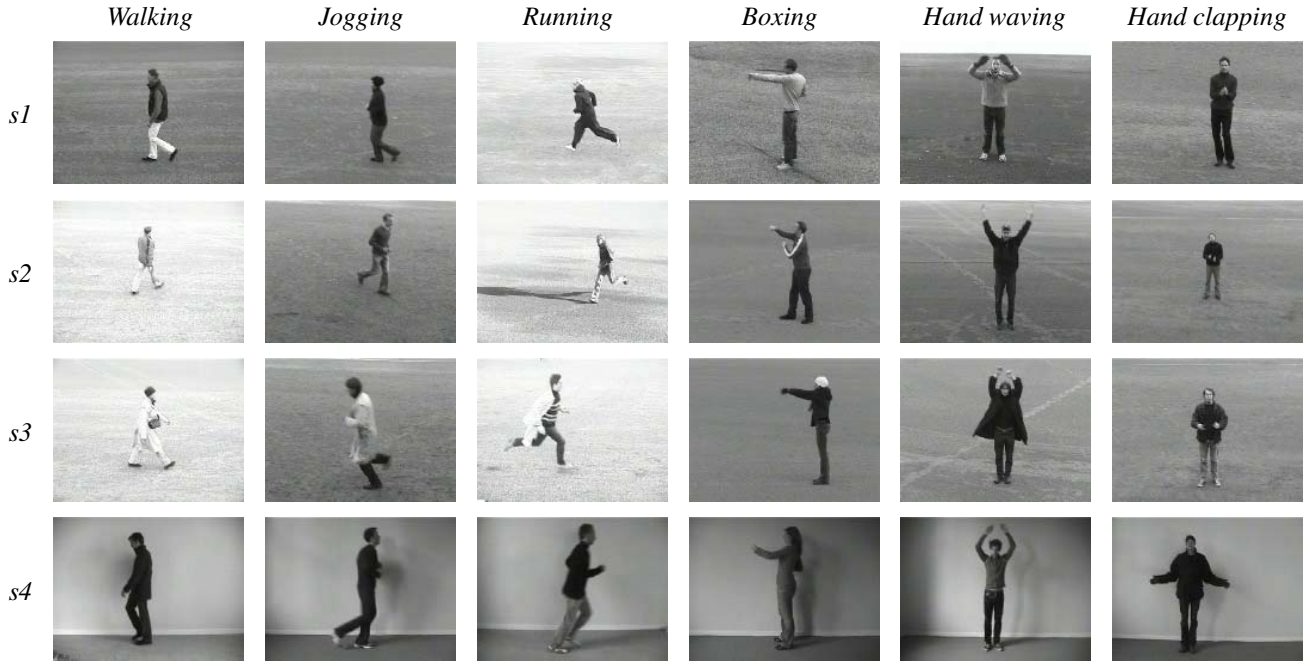 Walking Jogging Running Boxing Hand waving Hand clapping
s1
s2
s3
s4